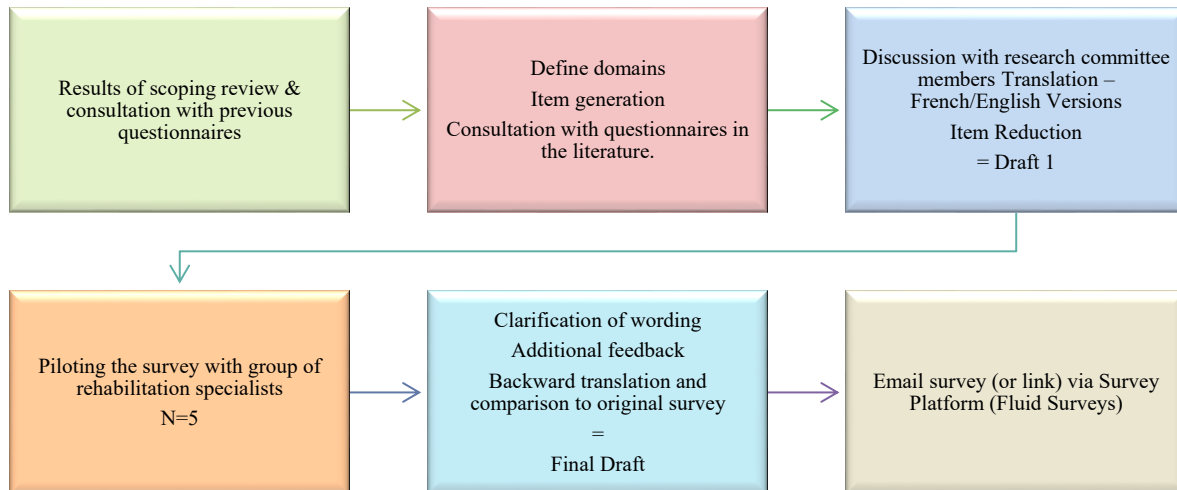 Results of scoping review &
consultation with previous
questionnaires
Define domains
Item generation
Consultation with questionnaires in
the literature.
Discussion with research committee
members Translation –
French/English Versions
Item Reduction
= Draft 1
Piloting the survey with group of
rehabilitation specialists
N=5
Clarification of wording
Additional feedback
Backward translation and
comparison to original survey
=
Final Draft
Email survey (or link) via Survey
Platform (Fluid Surveys)